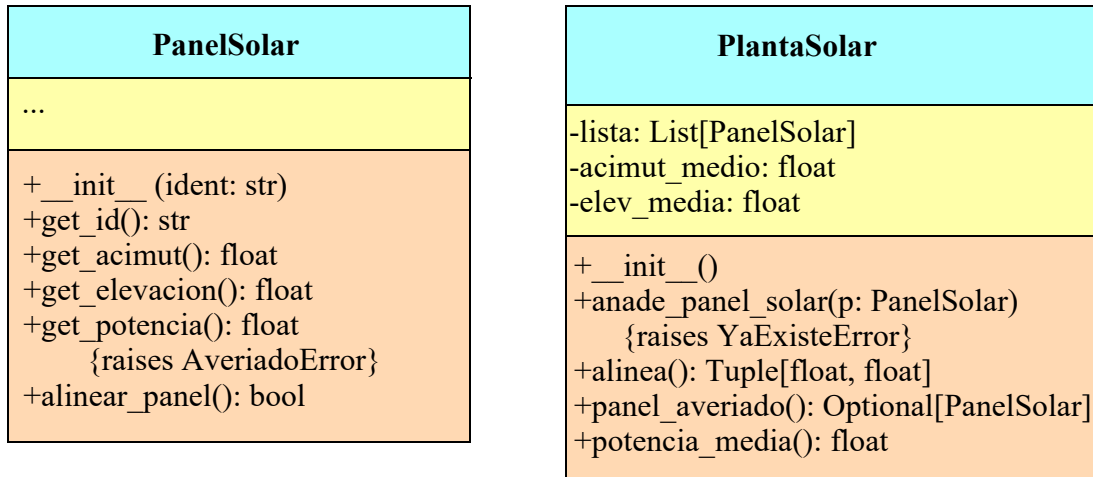 PanelSolar
...
+__init__ (ident: str)
+get_id(): str
+get_acimut(): float
+get_elevacion(): float
+get_potencia(): float
{raises AveriadoError}
+alinear_panel(): bool
PlantaSolar
-lista: List[PanelSolar]
-acimut_medio: float
-elev_media: float
+__init__()
+anade_panel_solar(p: PanelSolar)
{raises YaExisteError}
+alinea(): Tuple[float, float]
+panel_averiado(): Optional[PanelSolar]
+potencia_media(): float